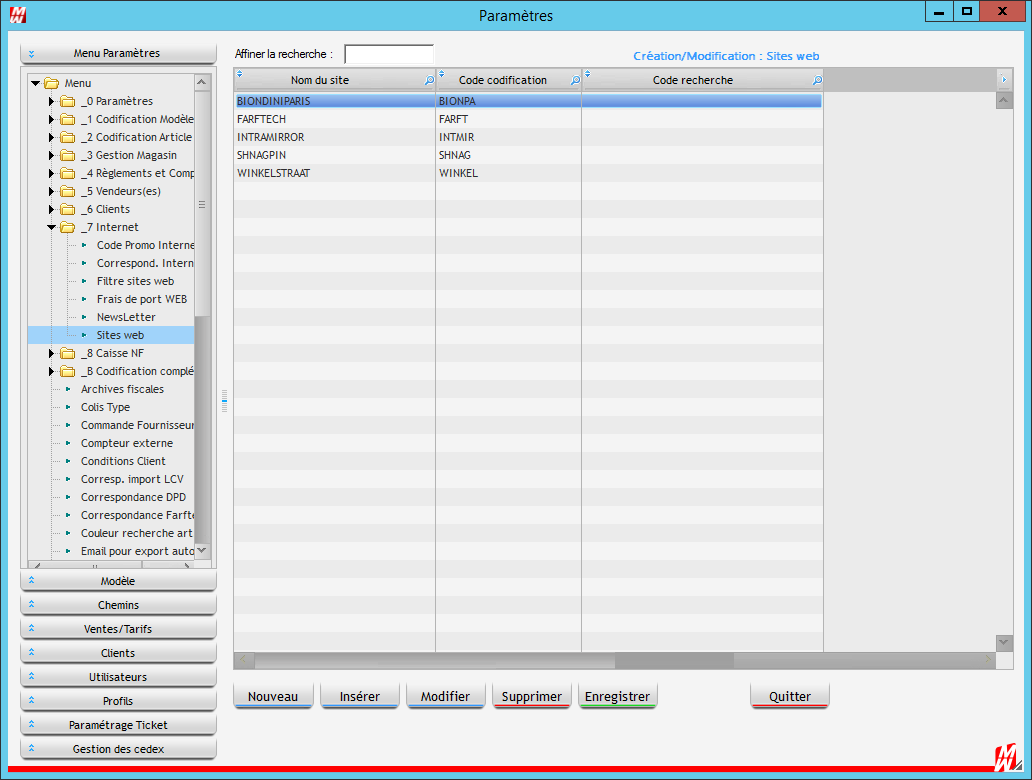 Paramètres
Menu Paramètres
Menu
_0 Paramètres
_1 Codification Modèle
_2 Codification Article
_3 Gestion Magasin
_4 Règlements et Comp
_5 Vendeurs(es)
_6 Clients
_7 Internet
Code Promo Interne
Correspond. Intern
Filtre sites web
Frais de port WEB
NewsLetter
Sites web
_8 Caisse NF
_B Codification complé
Archives fiscales
Colis Type
Commande Fournisseur
Compteur externe
Conditions Client
Corresp. import LCV
Correspondance DPD
Correspondance Farfte
Couleur recherche art
Email pour export auto
Modèle
Chemins
Ventes/Tarifs
Clients
Utilisateurs
Profils
Paramétrage Ticket
Gestion des cedex
Affiner la recherche :
Création/Modification : Sites web
Nom du site Code codification Code recherche
BIONDINIPARIS BIONPA
FARFTECH FARFT
INTRAMIRROR INTMIR
SHNAGPIN SHNAG
WINKELSTRAAT WINKEL
Nouveau Insérer Modifier Supprimer Enregistrer Quitter